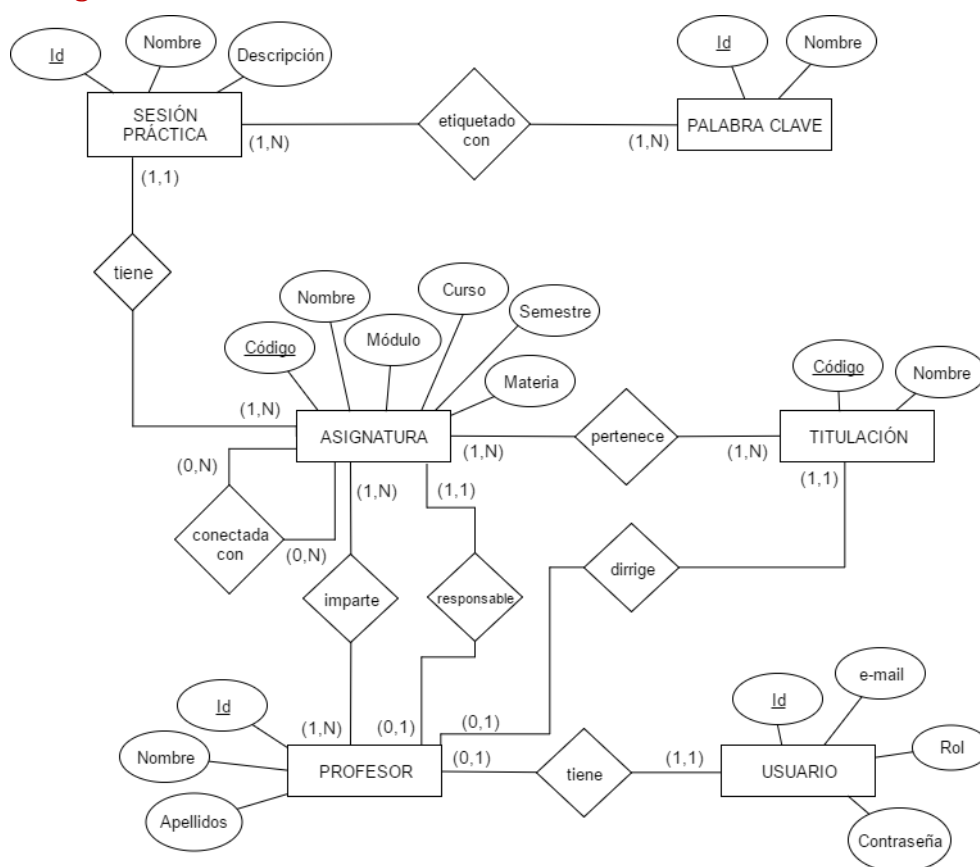 Id
Nombre
Descripción
Id
Nombre
SESIÓN
PRÁCTICA
(1,N)
etiquetado
con
(1,N)
PALABRA CLAVE
(1,1)
tiene
Nombre
Curso
Semestre
Código
Módulo
Materia
Código
Nombre
(1,N)
ASIGNATURA
(1,N)
pertenece
(1,N)
TITULACIÓN
(0,N)
(1,N)
(1,1)
(1,1)
conectada
con
(0,N)
imparte
responsable
dirrige
Id
Nombre
Apellidos
(1,N)
(0,1)
(0,1)
PROFESOR
(0,1)
tiene
(1,1)
USUARIO
Id
e-mail
Rol
Contraseña